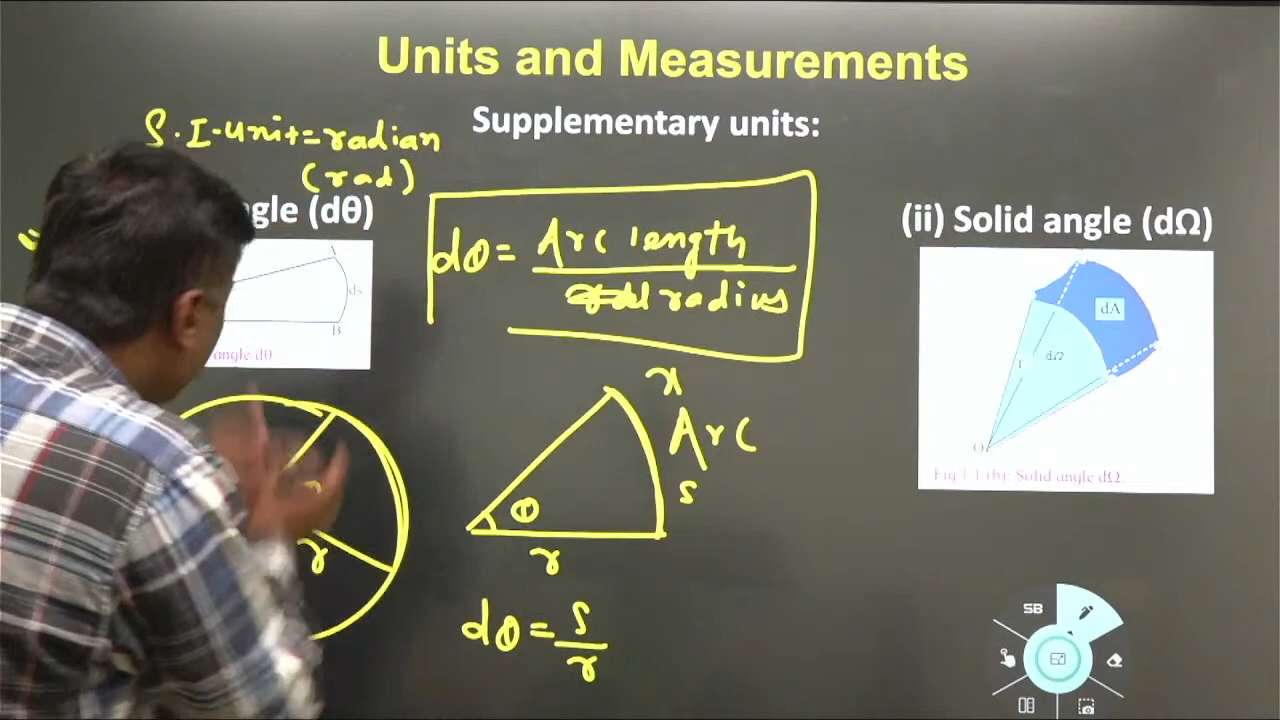 Units and Measurements
Supplementary units:
S.I-unit=radian
(rad)
gle (dθ)
A
ds
B
angle dθ
dθ = Arc length
radius
(ii) Solid angle (dΩ)
dA
r
dΩ
O
Fig 1.1 (b): Solid angle dΩ.
r
θ
r
Arc
s
dθ = s
r
SB